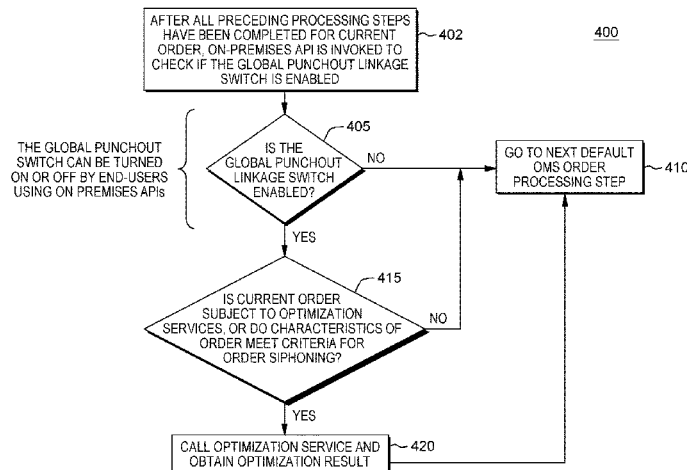 AFTER ALL PRECEDING PROCESSING STEPS
HAVE BEEN COMPLETED FOR CURRENT
ORDER, ON-PREMISES API IS INVOKED TO
CHECK IF THE GLOBAL PUNCHOUT LINKAGE
SWITCH IS ENABLED
402
400
405
THE GLOBAL PUNCHOUT
SWITCH CAN BE TURNED
ON OR OFF BY END-USERS
USING ON PREMISES APIs
IS THE
GLOBAL PUNCHOUT
LINKAGE SWITCH
ENABLED?
NO
GO TO NEXT DEFAULT
OMS ORDER
PROCESSING STEP
410
YES
415
IS CURRENT ORDER
SUBJECT TO OPTIMIZATION
SERVICES, OR DO CHARACTERISTICS OF
ORDER MEET CRITERIA FOR
ORDER SIPHONING?
NO
YES
CALL OPTIMIZATION SERVICE AND
OBTAIN OPTIMIZATION RESULT
420